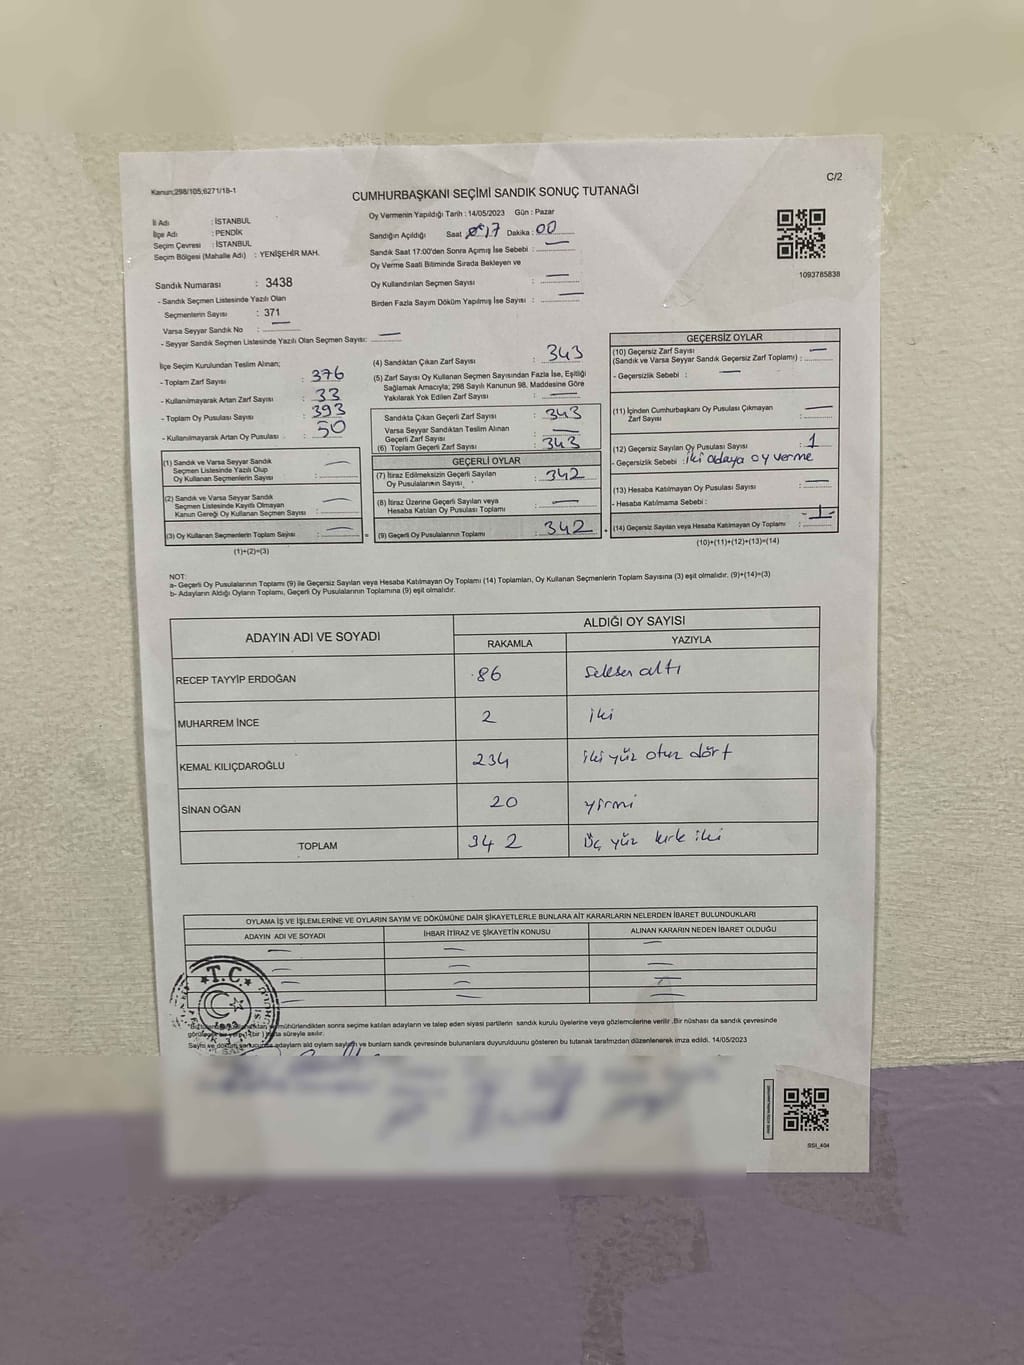 Kanun;298/105;6271/18-1
C/2
CUMHURBAŞKANI SEÇİMİ SANDIK SONUÇ TUTANAĞI
İl Adı : İSTANBUL
İlçe Adı : PENDİK
Seçim Çevresi : İSTANBUL
Seçim Bölgesi (Mahalle Adı) : YENİŞEHİR MAH.
Oy Vermenin Yapıldığı Tarih : 14/05/2023 Gün : Pazar
Sandığın Açıldığı Saat 17 Dakika : 00
Sandık Saat 17:00'den Sonra Açımış İse Sebebi : —
Oy Verme Saati Bitiminde Sırada Bekleyen ve
Oy Kullandırılan Seçmen Sayısı : —
Birden Fazla Sayım Döküm Yapılmış İse Sayısı : —
1093785838
Sandık Numarası : 3438
- Sandık Seçmen Listesinde Yazılı Olan
Seçmenlerin Sayısı : 371
Varsa Seyyar Sandık No : —
- Seyyar Sandık Seçmen Listesinde Yazılı Olan Seçmen Sayısı: —
İlçe Seçim Kurulundan Teslim Alınan;
- Toplam Zarf Sayısı : 376
- Kullanılmayarak Artan Zarf Sayısı : 33
- Toplam Oy Pusulası Sayısı : 393
- Kullanılmayarak Artan Oy Pusulası : 50
(1) Sandık ve Varsa Seyyar Sandık
Seçmen Listesinde Yazılı Olup
Oy Kullanan Seçmenlerin Sayısı : —
(2) Sandık ve Varsa Seyyar Sandık
Seçmen Listesinde Kayıtlı Olmayan
Kanun Gereği Oy Kullanan Seçmen Sayısı : —
(3) Oy Kullanan Seçmenlerin Toplam Sayısı : —
(1)+(2)=(3)
(4) Sandıktan Çıkan Zarf Sayısı : 343
(5) Zarf Sayısı Oy Kullanan Seçmen Sayısından Fazla İse, Eşitliği
Sağlamak Amacıyla; 298 Sayılı Kanunun 98. Maddesine Göre
Yakılarak Yok Edilen Zarf Sayısı : —
Sandıkta Çıkan Geçerli Zarf Sayısı : 343
Varsa Seyyar Sandıktan Teslim Alınan
Geçerli Zarf Sayısı : —
(6) Toplam Geçerli Zarf Sayısı : 343
GEÇERLİ OYLAR
(7) İtiraz Edilmeksizin Geçerli Sayılan
Oy Pusulalarının Sayısı : 342
(8) İtiraz Üzerine Geçerli Sayılan veya
Hesaba Katılan Oy Pusulası Toplamı : —
(9) Geçerli Oy Pusulalarının Toplamı : 342
GEÇERSİZ OYLAR
(10) Geçersiz Zarf Sayısı
(Sandık ve Varsa Seyyar Sandık Geçersiz Zarf Toplamı) : —
- Geçersizlik Sebebi : —
(11) İçinden Cumhurbaşkanı Oy Pusulası Çıkmayan
Zarf Sayısı : —
(12) Geçersiz Sayılan Oy Pusulası Sayısı : 1
- Geçersizlik Sebebi : iki adaya oy verme
(13) Hesaba Katılmayan Oy Pusulası Sayısı : —
- Hesaba Katılmama Sebebi :
(14) Geçersiz Sayılan veya Hesaba Katılmayan Oy Toplamı : 1
(10)+(11)+(12)+(13)=(14)
NOT:
a- Geçerli Oy Pusulalarının Toplamı (9) ile Geçersiz Sayılan veya Hesaba Katılmayan Oy Toplamı (14) Toplamları, Oy Kullanan Seçmenlerin Toplam Sayısına (3) eşit olmalıdır. (9)+(14)=(3)
b- Adayların Aldığı Oyların Toplamı, Geçerli Oy Pusulalarının Toplamına (9) eşit olmalıdır.
ADAYIN ADI VE SOYADI
ALDIĞI OY SAYISI
RAKAMLA YAZIYLA
RECEP TAYYİP ERDOĞAN 86 seksen altı
MUHARREM İNCE 2 iki
KEMAL KILIÇDAROĞLU 234 iki yüz otuz dört
SİNAN OĞAN 20 yirmi
TOPLAM 342 Üç yüz kırk iki
OYLAMA İŞ VE İŞLEMLERİNE VE OYLARIN SAYIM VE DÖKÜMÜNE DAİR ŞİKAYETLERLE BUNLARA AİT KARARLARIN NELERDEN İBARET BULUNDUKLARI
ADAYIN ADI VE SOYADI İHBAR İTİRAZ VE ŞİKAYETİN KONUSU ALINAN KARARIN NEDEN İBARET OLDUĞU
T.C.
mühürlendikten sonra seçime katılan adayların ve talep eden siyasi partilerin sandık kurulu üyelerine veya gözlemcilerine verilir .Bir nüshası da sandık çevresinde
süreyle asılır.
ve bunların sandık çevresinde bulunanlara duyurulduunu gösteren bu tutanak tarafmzdan düzenlenerek imza edildi. 14/05/2023
SSI_404